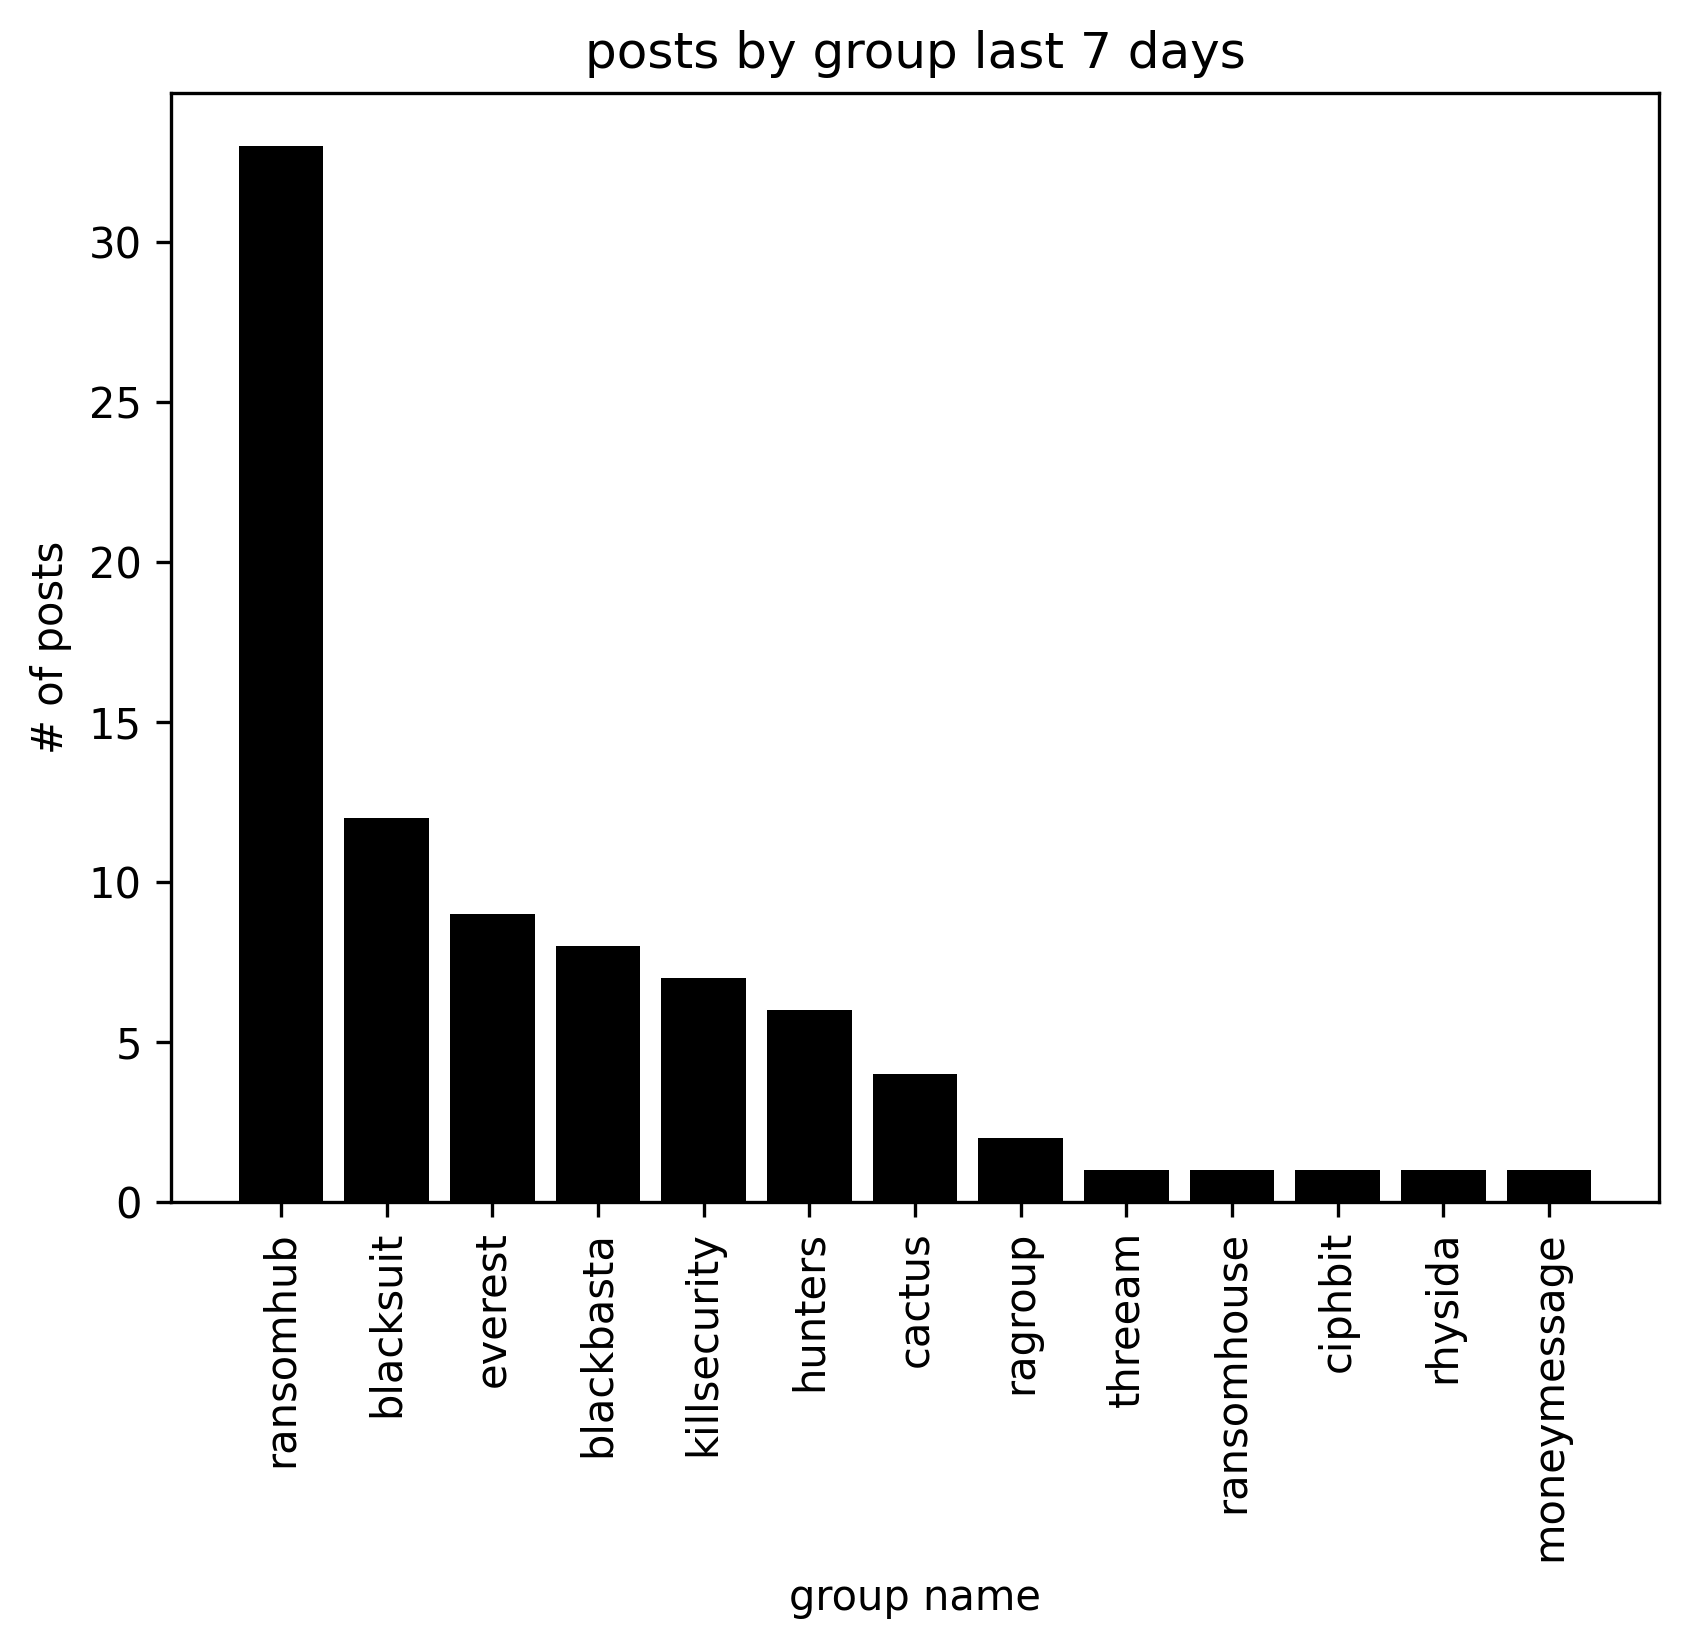 posts by group last 7 days
# of posts
30
25
20
15
10
5
0
ransomhub
blacksuit
everest
blackbasta
killsecurity
hunters
cactus
ragroup
threeam
ransomhouse
ciphbit
rhysida
moneymessage
group name